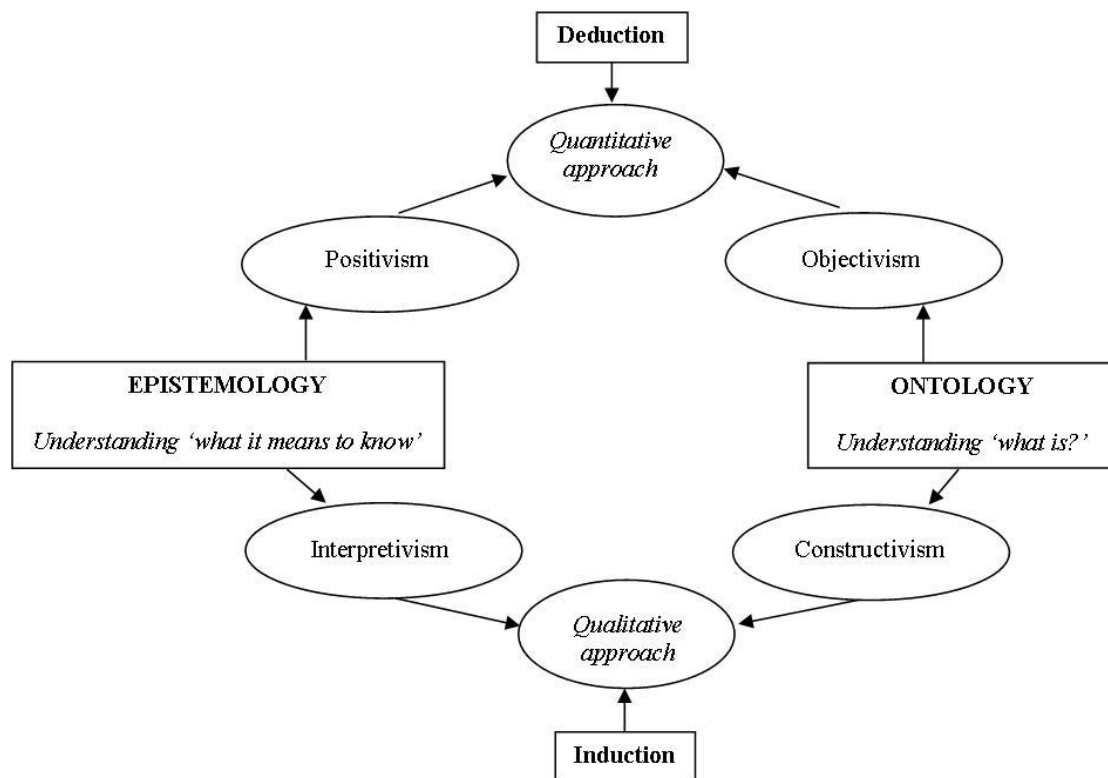 Deduction
Quantitative
approach
Positivism
Objectivism
EPISTEMOLOGY
Understanding ‘what it means to know’
ONTOLOGY
Understanding ‘what is?’
Interpretivism
Constructivism
Qualitative
approach
Induction